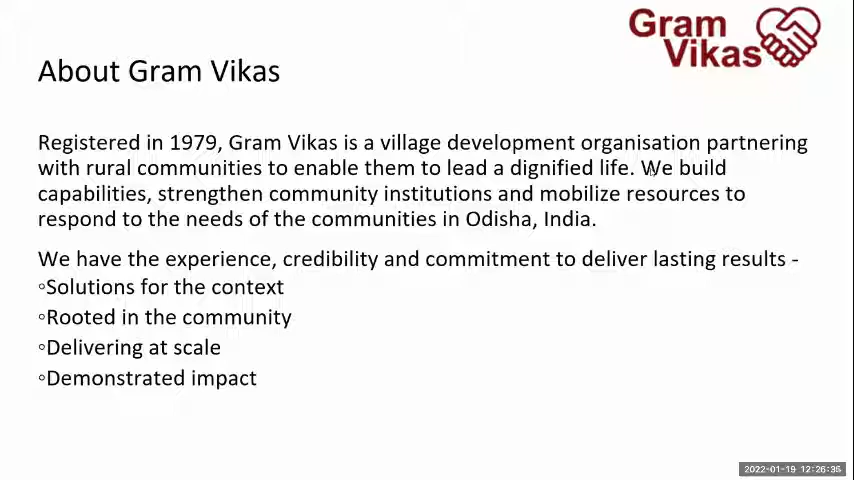 Gram
Vikas
About Gram Vikas
Registered in 1979, Gram Vikas is a village development organisation partnering
with rural communities to enable them to lead a dignified life. We build
capabilities, strengthen community institutions and mobilize resources to
respond to the needs of the communities in Odisha, India.
We have the experience, credibility and commitment to deliver lasting results -
◦Solutions for the context
◦Rooted in the community
◦Delivering at scale
◦Demonstrated impact
2022-01-19 12:26:35